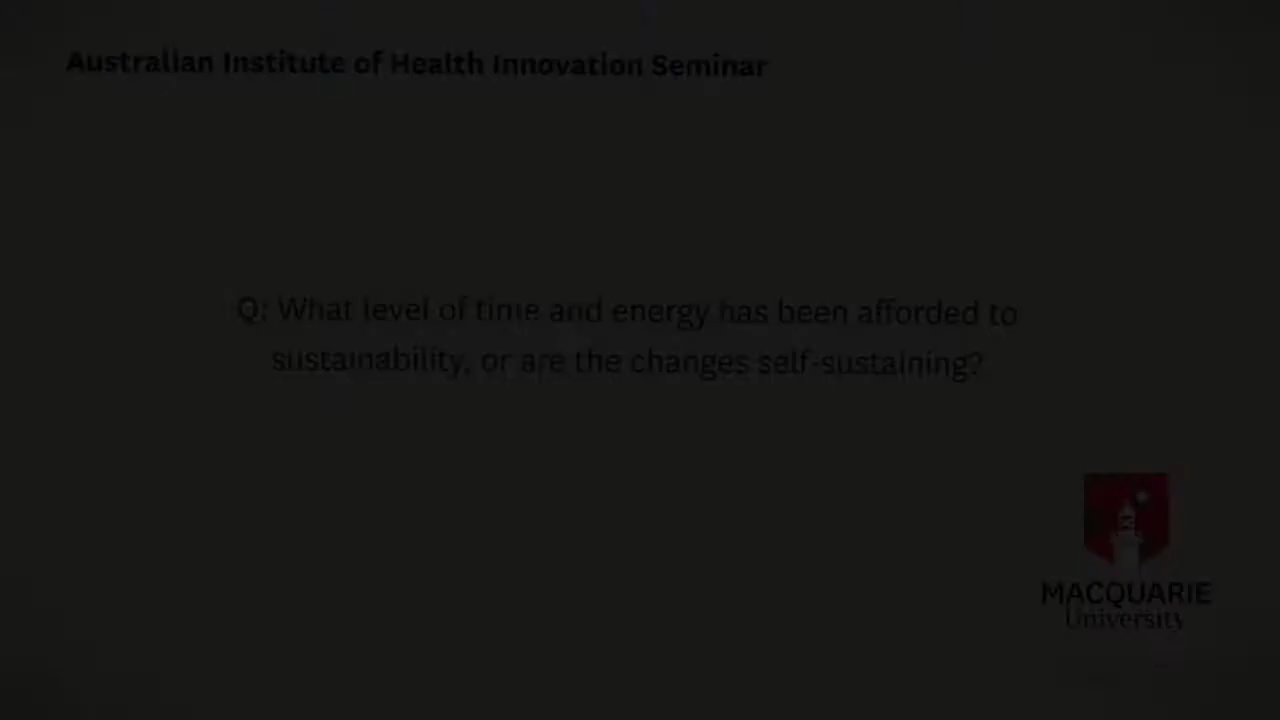 Australian Institute of Health Innovation Seminar
Q: What level of time and energy has been afforded to
sustainability, or are the changes self-sustaining?
MACQUARIE
University